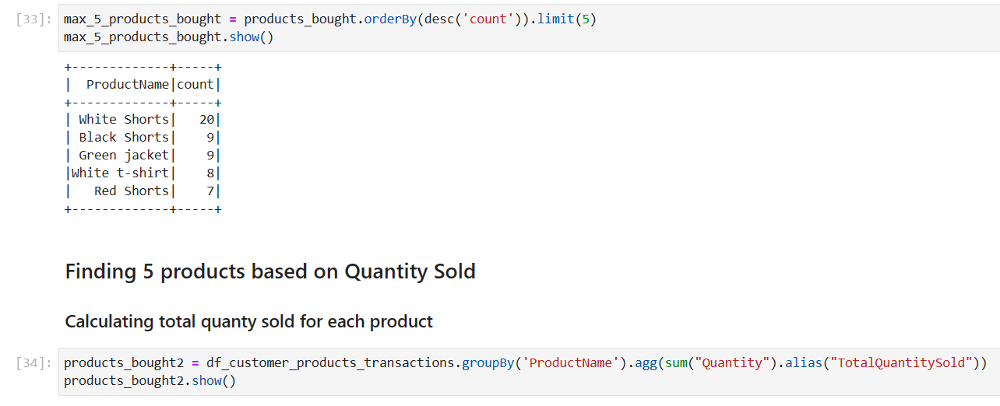 [33]: max_5_products_bought = products_bought.orderBy(desc('count')).limit(5)
max_5_products_bought.show()
+-------------+-----+
|  ProductName|count|
+-------------+-----+
| White Shorts|   20|
| Black Shorts|    9|
| Green jacket|    9|
|White t-shirt|    8|
|   Red Shorts|    7|
+-------------+-----+
Finding 5 products based on Quantity Sold
Calculating total quanty sold for each product
[34]: products_bought2 = df_customer_products_transactions.groupBy('ProductName').agg(sum("Quantity").alias("TotalQuantitySold"))
products_bought2.show()